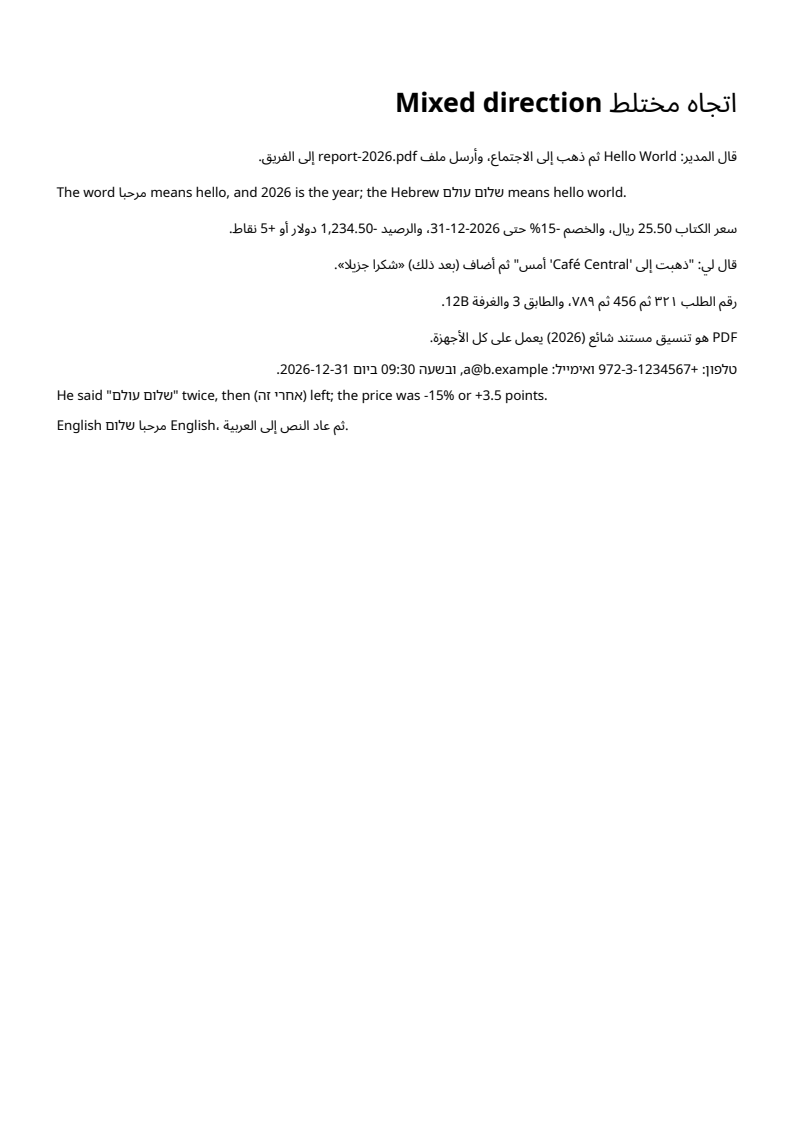 اتجاه مختلط Mixed direction
قال المدير: Hello World ثم ذهب إلى الاجتماع، وأرسل ملف report-2026.pdf إلى الفريق.
The word مرحبا means hello, and 2026 is the year; the Hebrew שלום עולם means hello world.
سعر الكتاب 25.50 ريال، والخصم -15% حتى 31-12-2026، والرصيد -1,234.50 دولار أو +5 نقاط.
قال لي: "ذهبت إلى 'Café Central' أمس" ثم أضاف (بعد ذلك) «شكرا جزيلا».
رقم الطلب ٣٢١ ثم 456 ثم ٧٨٩، والطابق 3 والغرفة 12B.
PDF هو تنسيق مستند شائع (2026) يعمل على كل الأجهزة.
טלפון: +972-3-1234567 ואימייל: a@b.example, ובשעה 09:30 ביום 2026-12-31.
He said "שלום עולם" twice, then (אחרי זה) left; the price was -15% or +3.5 points.
English مرحبا שלום English، ثم عاد النص إلى العربية.